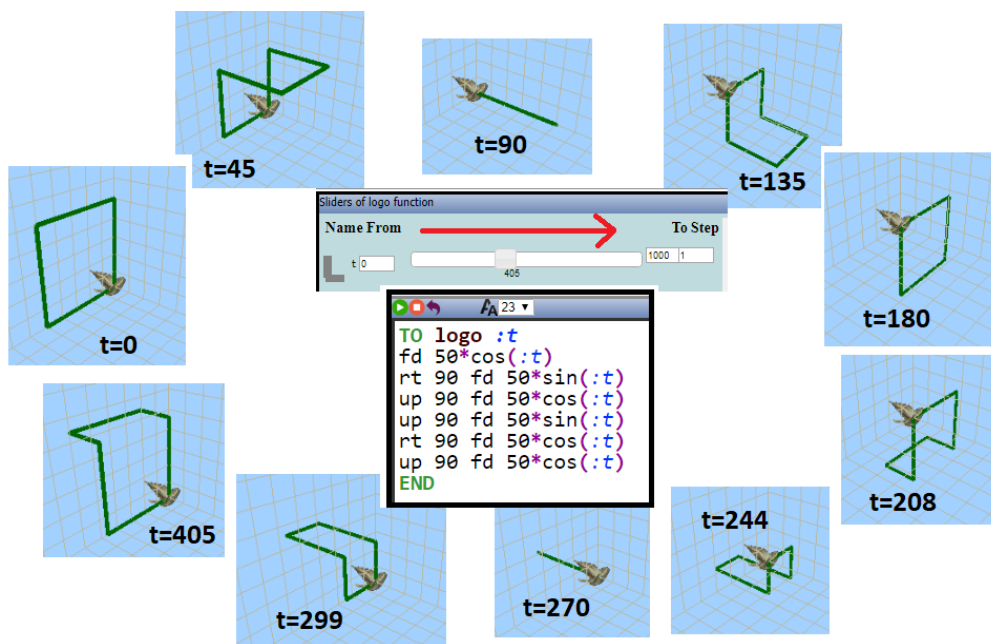 t=45
t=90
t=135
t=0
Sliders of logo function
Name From To Step
t 0 1000 1
405
t=180
23 ▼
TO logo :t
fd 50*cos(:t)
rt 90 fd 50*sin(:t)
up 90 fd 50*cos(:t)
up 90 fd 50*sin(:t)
rt 90 fd 50*cos(:t)
up 90 fd 50*cos(:t)
END
t=405
t=208
t=299
t=270
t=244